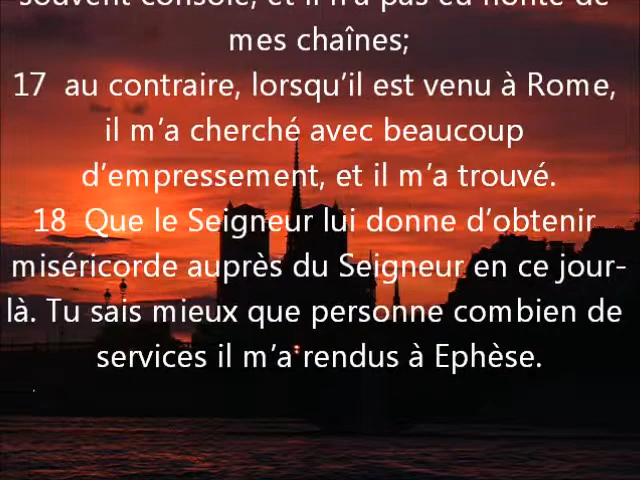 souvent consolé, et il n'a pas eu honte de
mes chaînes;
17 au contraire, lorsqu'il est venu à Rome,
il m'a cherché avec beaucoup
d'empressement, et il m'a trouvé.
18 Que le Seigneur lui donne d'obtenir
miséricorde auprès du Seigneur en ce jour-
là. Tu sais mieux que personne combien de
services il m'a rendus à Ephèse.
.